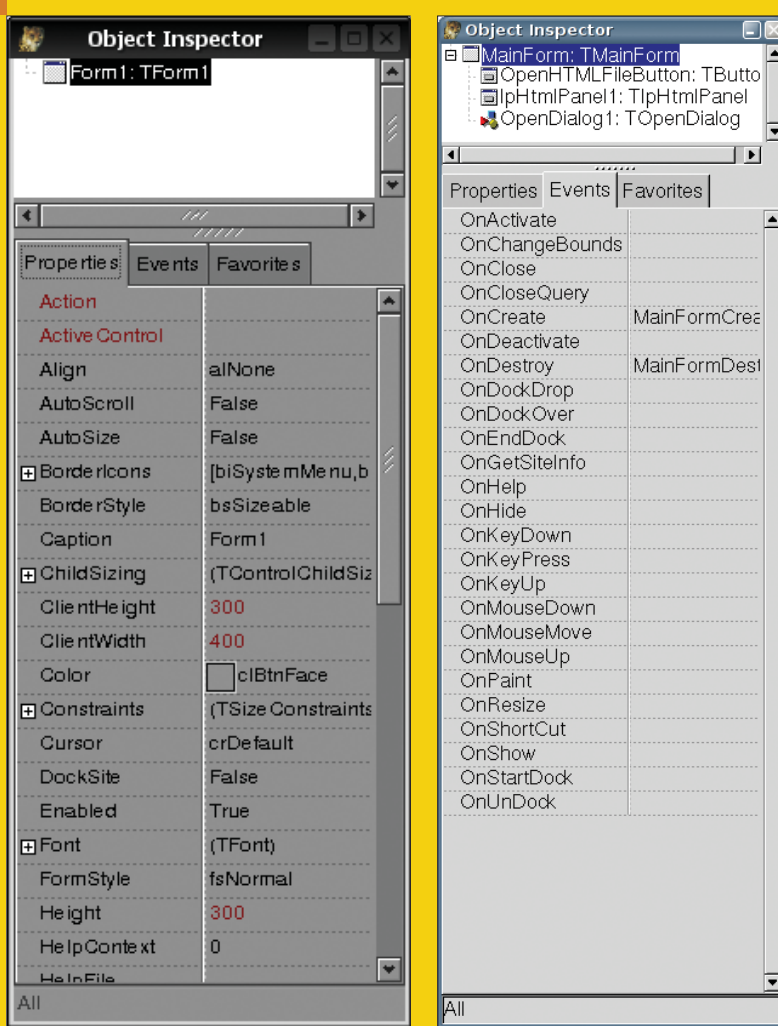 Object Inspector
Form1: TForm1
Properties Events Favorites
Action
Active Control
Align alNone
AutoScroll False
AutoSize False
BorderIcons [biSystemMenu,b
BorderStyle bsSizeable
Caption Form1
ChildSizing (TControlChildSiz
ClientHeight 300
ClientWidth 400
Color clBtnFace
Constraints (TSizeConstraints
Cursor crDefault
DockSite False
Enabled True
Font (TFont)
FormStyle fsNormal
Height 300
HelpContext 0
HelpFile
All
Object Inspector
MainForm: TMainForm
OpenHTMLFileButton: TButto
IpHtmlPanel1: TIpHtmlPanel
OpenDialog1: TOpenDialog
Properties Events Favorites
OnActivate
OnChangeBounds
OnClose
OnCloseQuery
OnCreate MainFormCrea
OnDeactivate
OnDestroy MainFormDest
OnDockDrop
OnDockOver
OnEndDock
OnGetSiteInfo
OnHelp
OnHide
OnKeyDown
OnKeyPress
OnKeyUp
OnMouseDown
OnMouseMove
OnMouseUp
OnPaint
OnResize
OnShortCut
OnShow
OnStartDock
OnUnDock
All